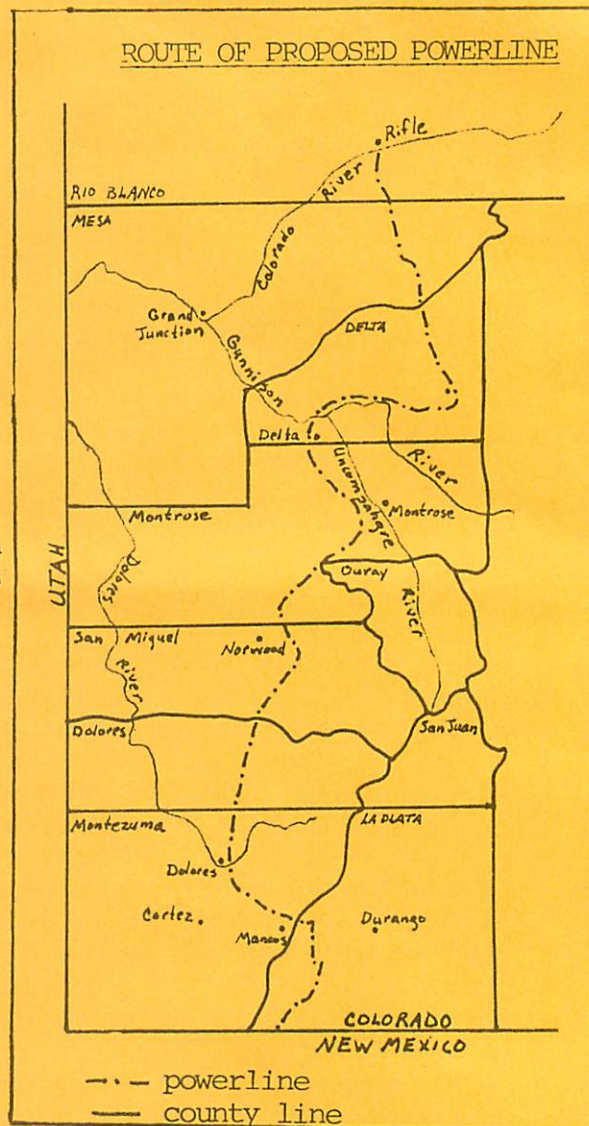 ROUTE OF PROPOSED POWERLINE
Rifle
RIO BLANCO
River
MESA
Colorado
Grand
Junction
DELTA
Gunnison
Delta
River
Uncompahgre
Montrose
Montrose
Dolores
Ouray
UTAH
River
San Miguel
Norwood
River
Dolores
San Juan
Montezuma
LA PLATA
Dolores
Cortez
Mancos
Durango
COLORADO
NEW MEXICO
powerline
county line